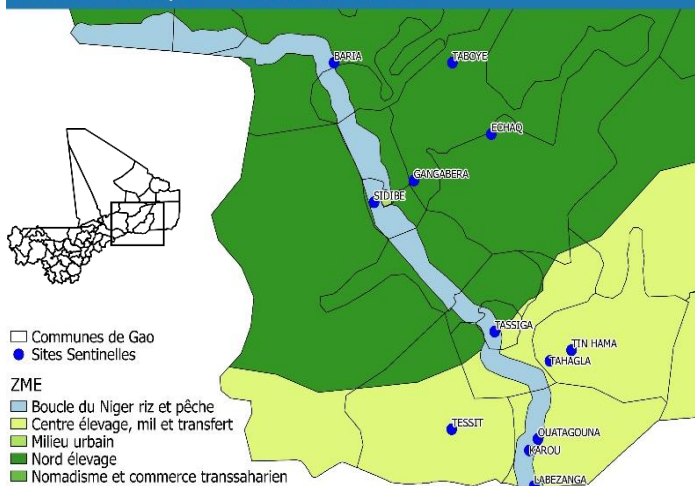 BARIA
TABOYE
ECHAQ
GANGABERA
SIDIBE
TASSIGA
TIN HAMA
TAHAGLA
TESSIT
OUATAGOUNA
KAROU
LABEZANGA
Communes de Gao
Sites Sentinelles
ZME
Boucle du Niger riz et pêche
Centre élevage, mil et transfert
Milieu urbain
Nord élevage
Nomadisme et commerce transsaharien